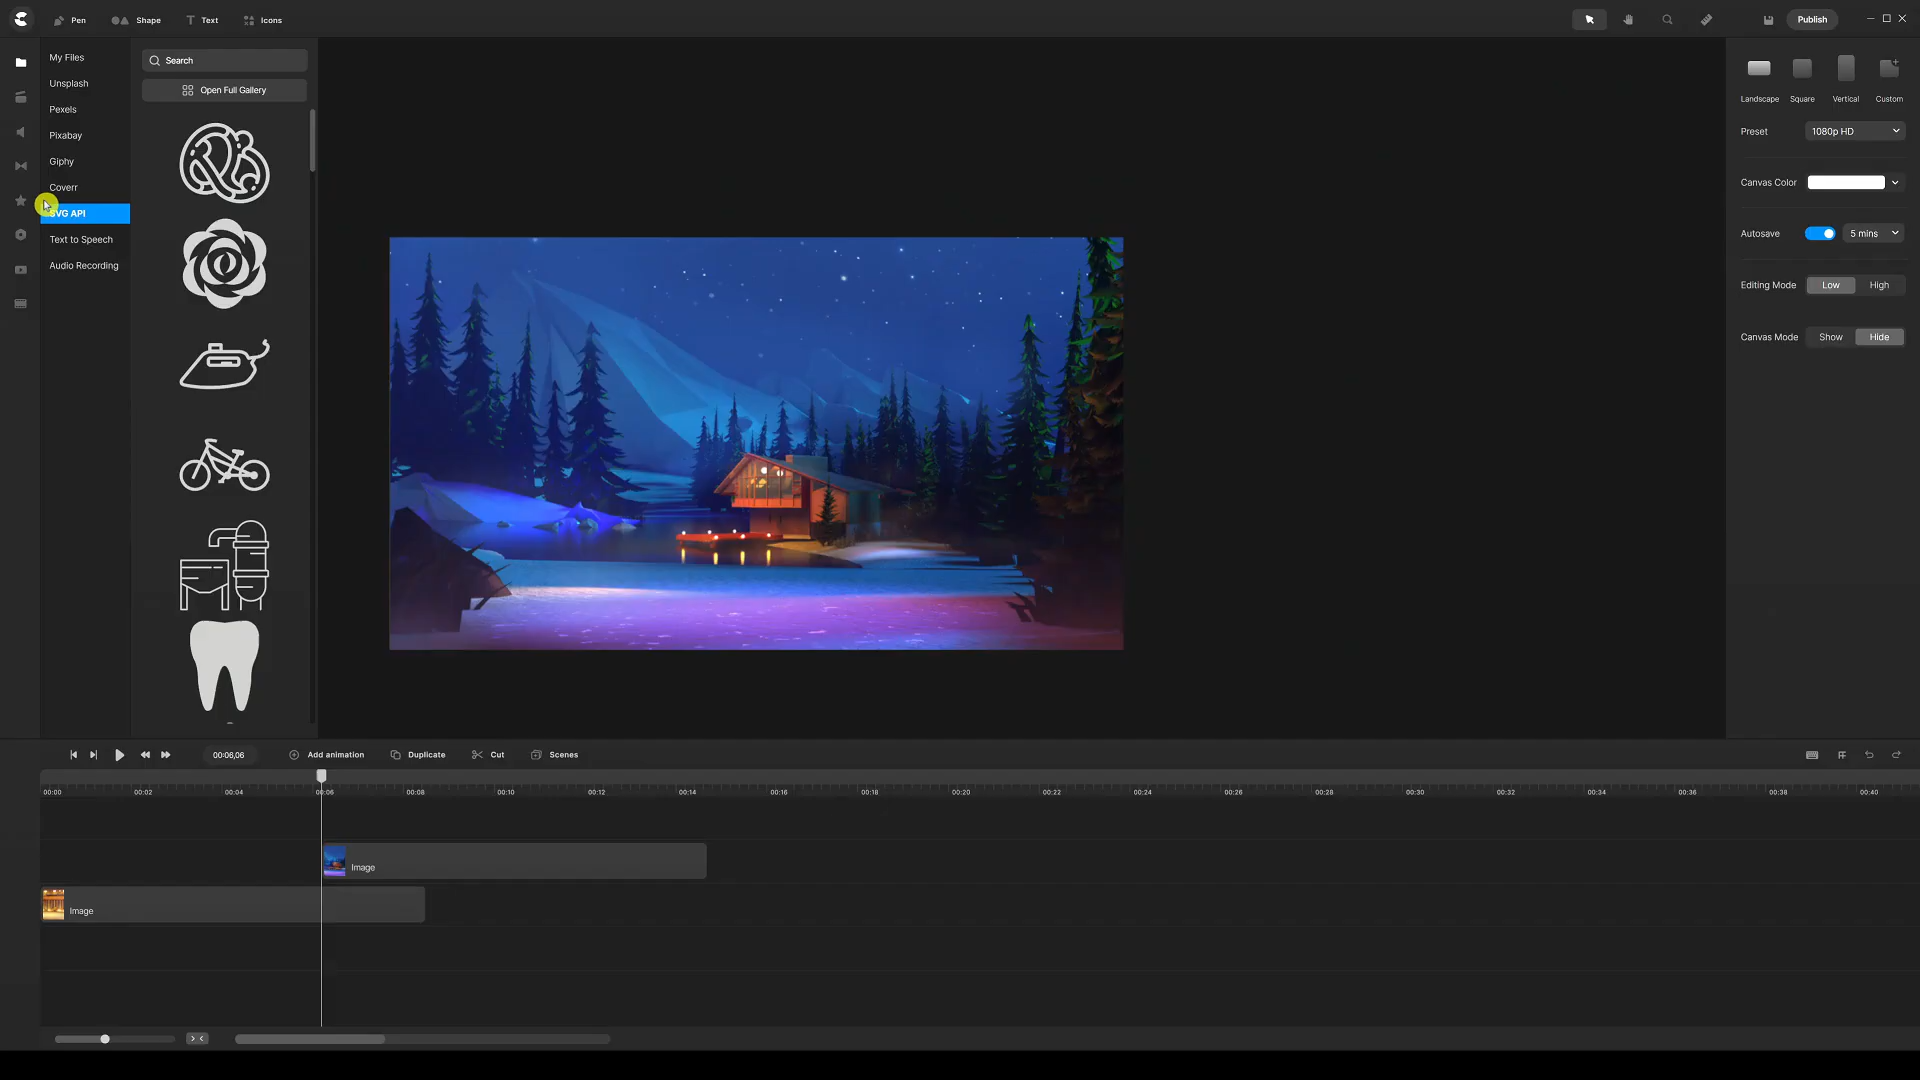 Pen
Shape
Text
Icons
Publish
My Files
Unsplash
Pexels
Pixabay
Giphy
Coverr
SVG API
Text to Speech
Audio Recording
Search
Open Full Gallery
Landscape
Square
Vertical
Custom
Preset
1080p HD
Canvas Color
Autosave
5 mins
Editing Mode
Low
High
Canvas Mode
Show
Hide
00:06,06
Add animation
Duplicate
Cut
Scenes
00:00 00:02 00:04 00:06 00:08 00:10 00:12 00:14 00:16 00:18 00:20 00:22 00:24 00:26 00:28 00:30 00:32 00:34 00:36 00:38 00:40
Image
Image